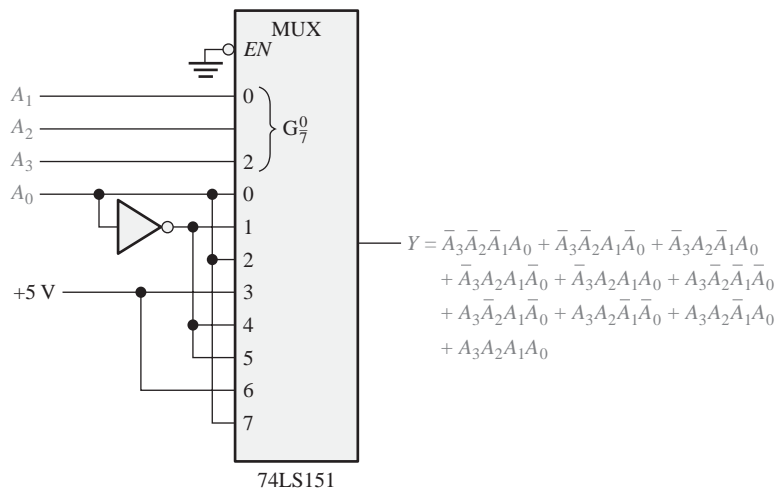 MUX
EN
A₁ 0
A₂ G 0/7
A₃ 2
A₀ 0
1
2
+5 V 3
4
5
6
7
74LS151
Y = A̅₃A̅₂A̅₁A₀ + A̅₃A̅₂A₁A̅₀ + A̅₃A₂A̅₁A₀
+ A̅₃A₂A₁A̅₀ + A̅₃A₂A₁A₀ + A₃A̅₂A̅₁A̅₀
+ A₃A̅₂A₁A̅₀ + A₃A₂A̅₁A̅₀ + A₃A₂A̅₁A₀
+ A₃A₂A₁A₀